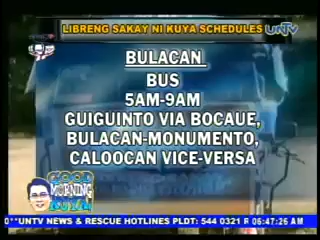 LIBRENG SAKAY NI KUYA SCHEDULES
UNTV
BULACAN
BUS
5AM-9AM
GUIGUINTO VIA BOCAUE,
BULACAN-MONUMENTO,
CALOOCAN VICE-VERSA
GOOD
MORNING
KUYA
0**UNTV NEWS & RESCUE HOTLINES PLDT: 544 0321 R
06:47:26 AM